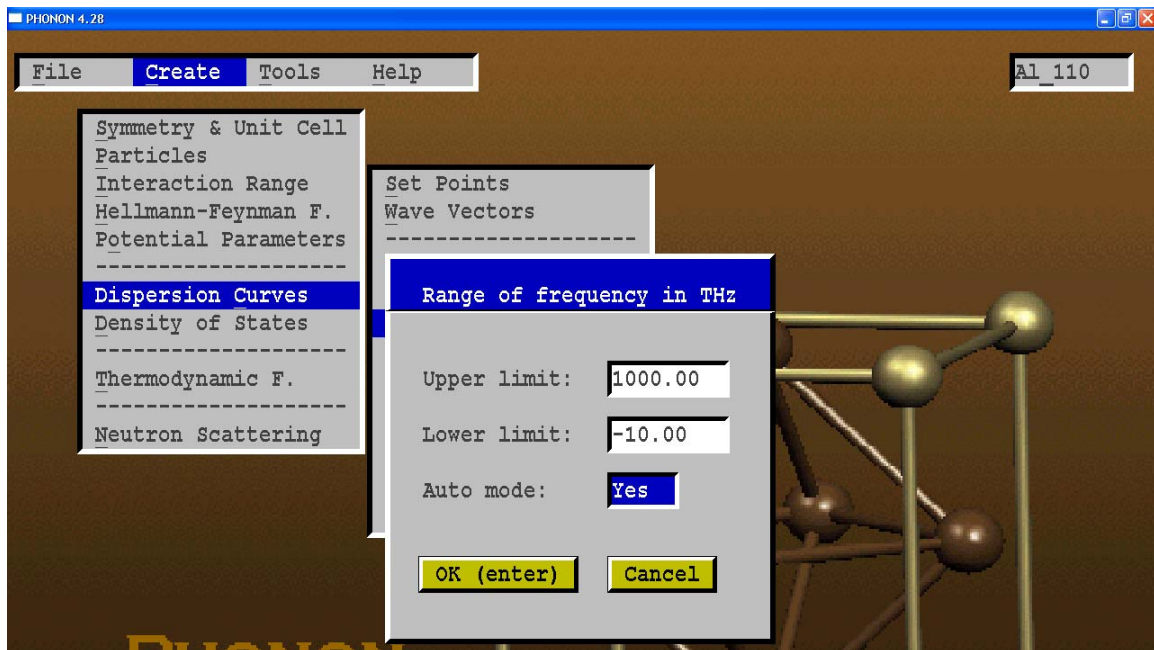 PHONON 4.28
File Create Tools Help
Al_110
Symmetry & Unit Cell
Particles
Interaction Range
Hellmann-Feynman F.
Potential Parameters
--------------------
Dispersion Curves
Density of States
--------------------
Thermodynamic F.
--------------------
Neutron Scattering
Set Points
Wave Vectors
--------------------
Range of frequency in THz
Upper limit: 1000.00
Lower limit: -10.00
Auto mode: Yes
OK (enter) Cancel
PHONON